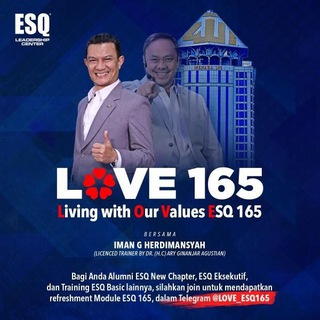 ESQ
LEADERSHIP
CENTER
LOVE 165
Living with Our Values ESQ 165
BERSAMA
IMAN G HERDIMANSYAH
(LICENCED TRAINER BY DR. (H.C) ARY GINANJAR AGUSTIAN)
Bagi Anda Alumni ESQ New Chapter, ESQ Eksekutif,
dan Training ESQ Basic lainnya, silahkan join untuk mendapatkan
refreshment Module ESQ 165, dalam Telegram @LOVE_ESQ165